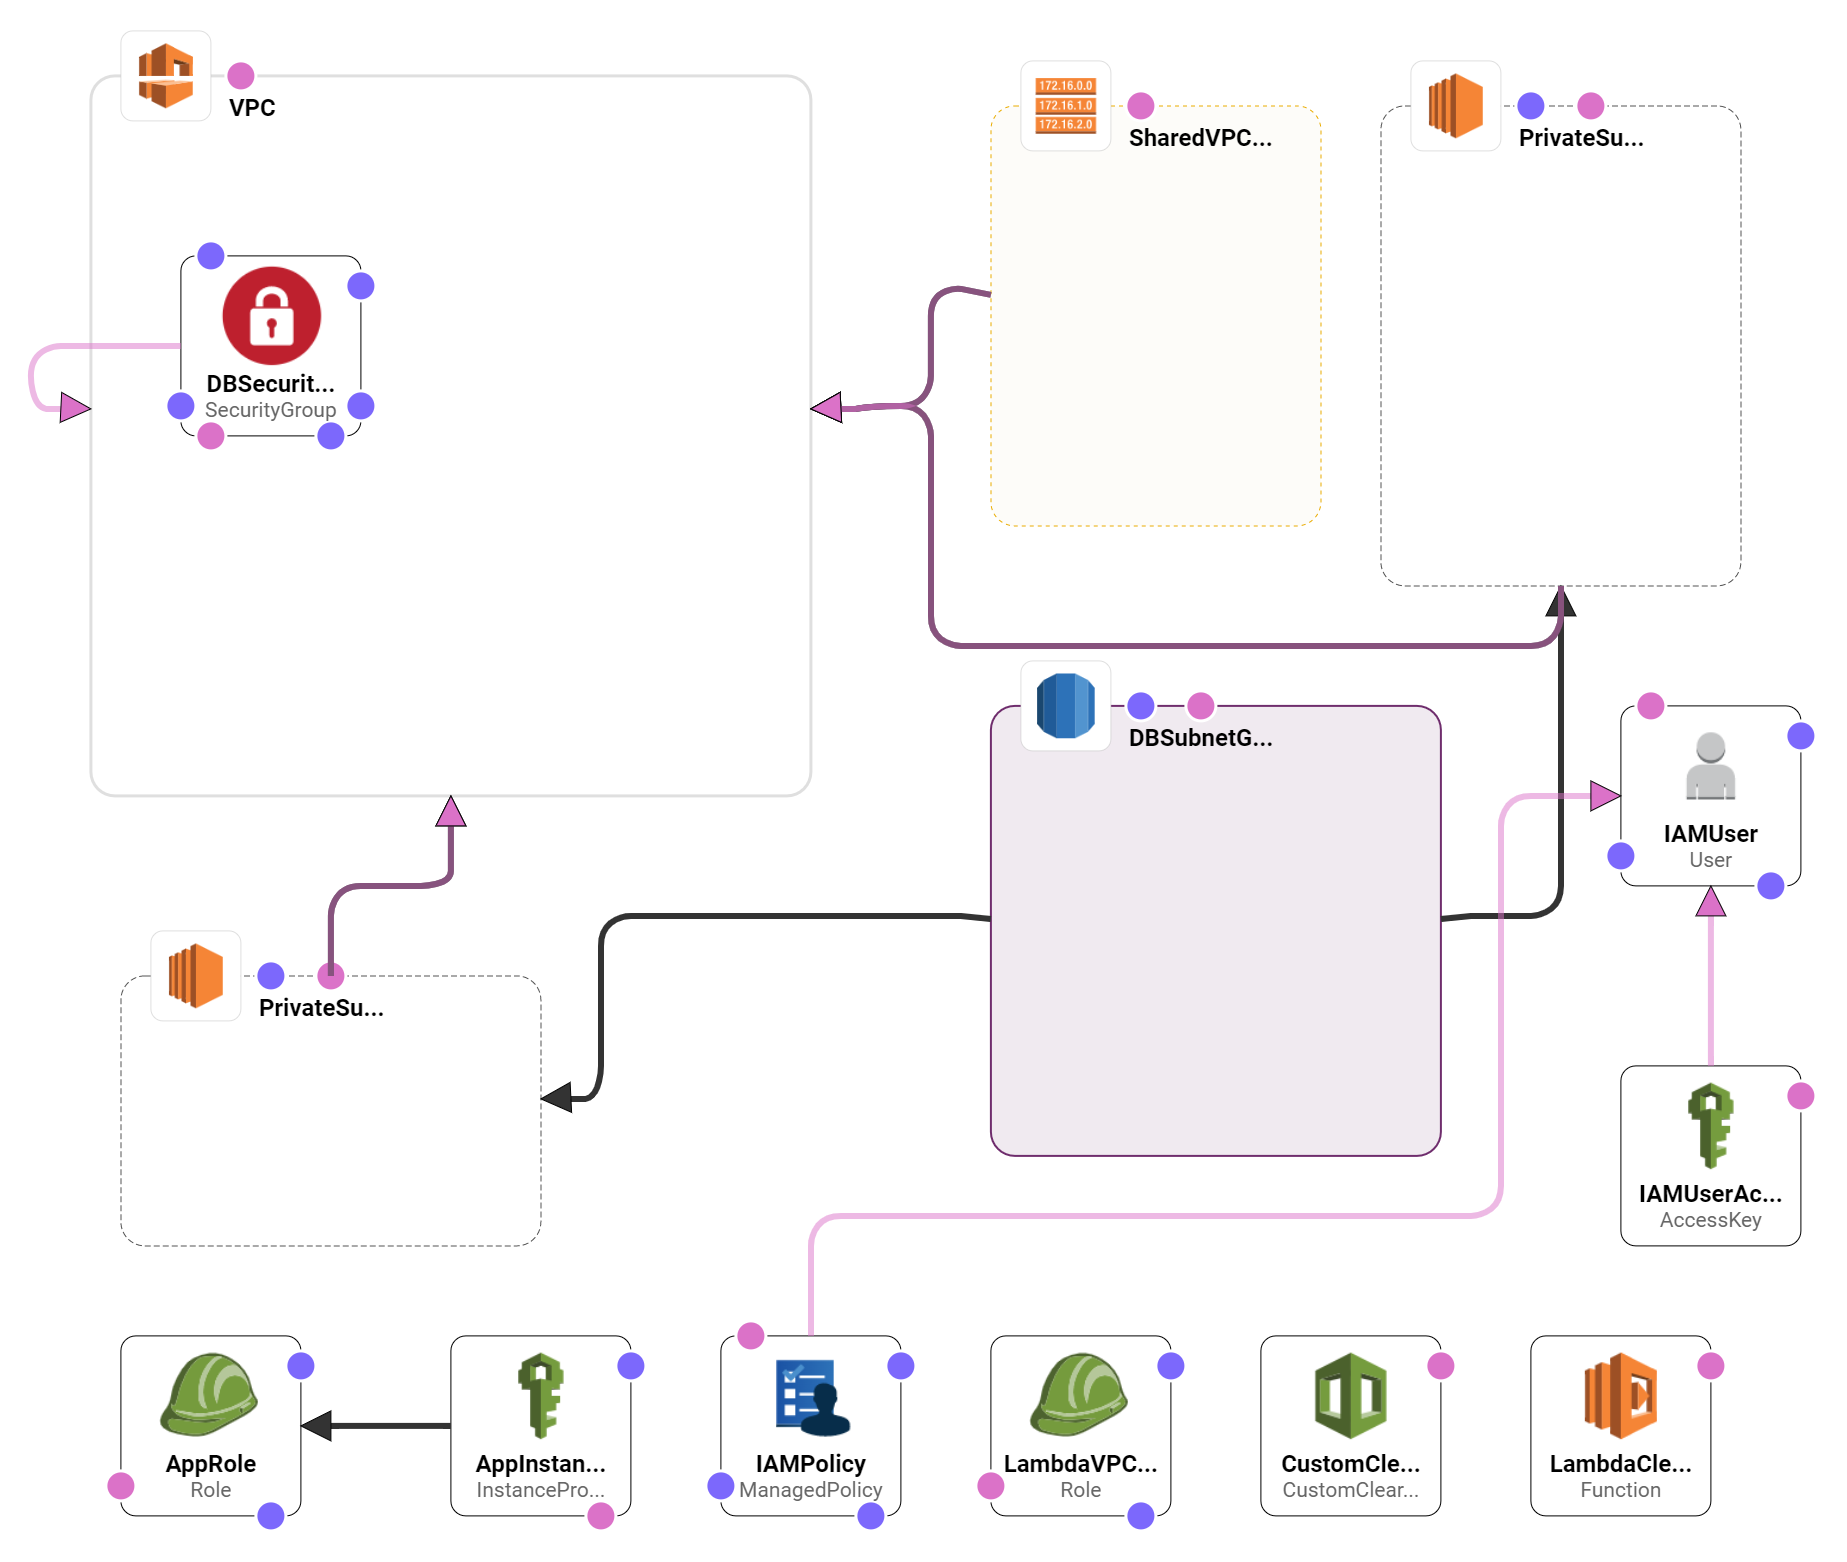 VPC
172.16.0.0
172.16.1.0
172.16.2.0
SharedVPC...
PrivateSu...
DBSecurit...
SecurityGroup
DBSubnetG...
IAMUser
User
PrivateSu...
IAMUserAc...
AccessKey
AppRole
Role
AppInstan...
InstancePro...
IAMPolicy
ManagedPolicy
LambdaVPC...
Role
CustomCle...
CustomClear...
LambdaCle...
Function